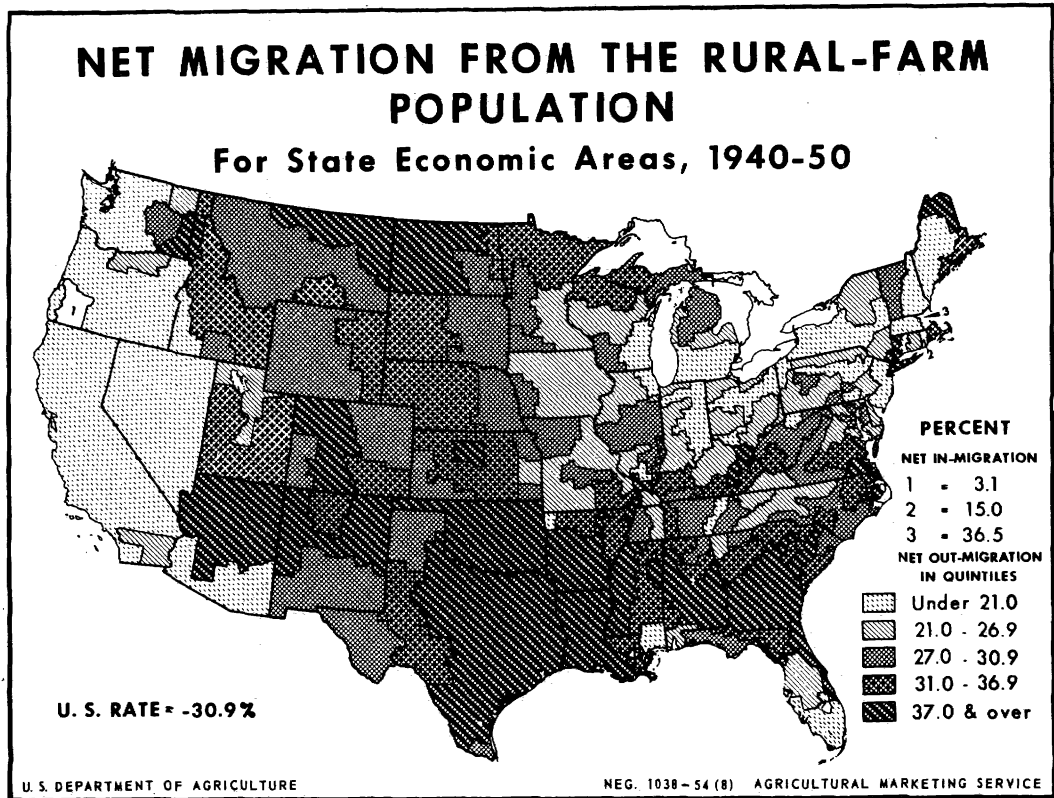 NET MIGRATION FROM THE RURAL-FARM
POPULATION
For State Economic Areas, 1940-50
1
3
2
PERCENT
NET IN-MIGRATION
1 = 3.1
2 = 15.0
3 = 36.5
NET OUT-MIGRATION
IN QUINTILES
Under 21.0
21.0 - 26.9
27.0 - 30.9
31.0 - 36.9
37.0 & over
U. S. RATE = -30.9%
U. S. DEPARTMENT OF AGRICULTURE
NEG. 1038-54 (8) AGRICULTURAL MARKETING SERVICE